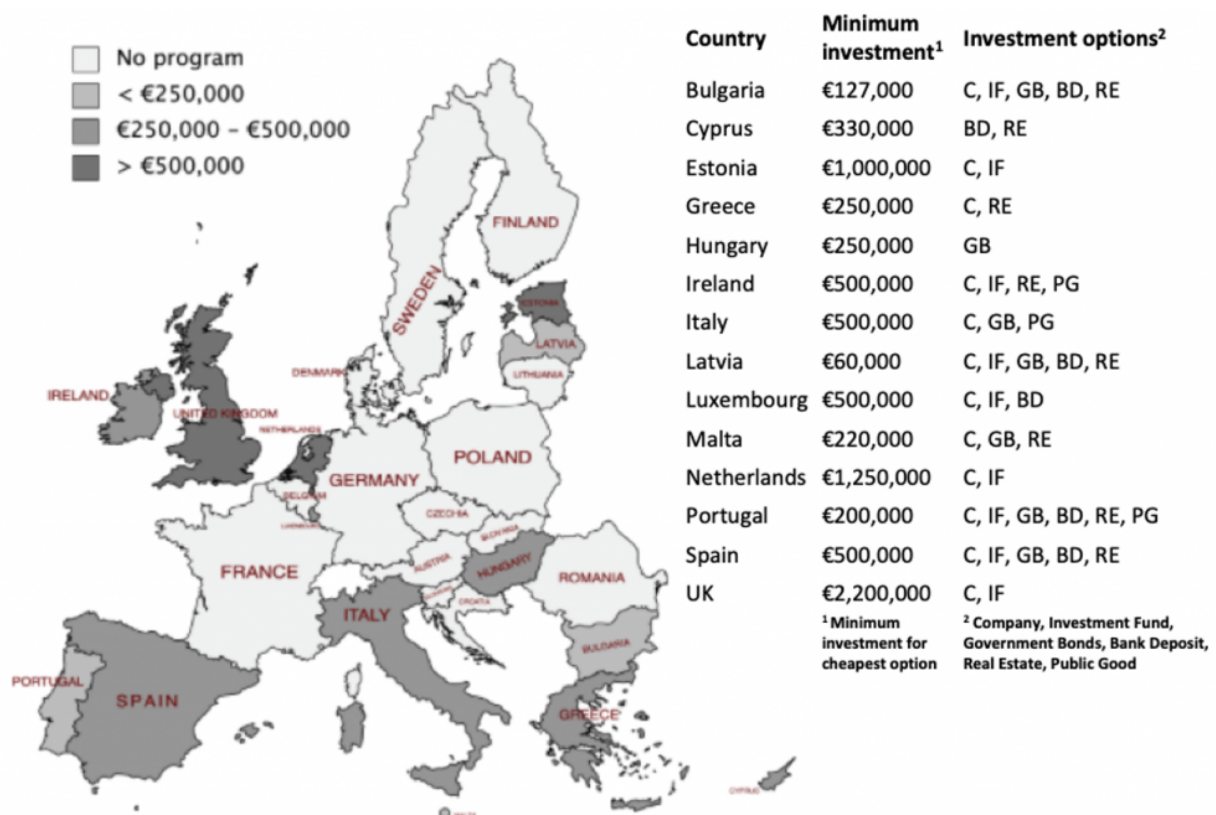 No program
< €250,000
€250,000 – €500,000
> €500,000
FINLAND
SWEDEN
ESTONIA
LATVIA
LITHUANIA
DENMARK
IRELAND
UNITED KINGDOM
NETHERLANDS
POLAND
GERMANY
BELGIUM
LUXEMBOURG
CZECHIA
SLOVAKIA
AUSTRIA
HUNGARY
FRANCE
ROMANIA
SLOVENIA
CROATIA
ITALY
BULGARIA
PORTUGAL
SPAIN
GREECE
CYPRUS
MALTA
Country Minimum investment¹ Investment options²
Bulgaria €127,000 C, IF, GB, BD, RE
Cyprus €330,000 BD, RE
Estonia €1,000,000 C, IF
Greece €250,000 C, RE
Hungary €250,000 GB
Ireland €500,000 C, IF, RE, PG
Italy €500,000 C, GB, PG
Latvia €60,000 C, IF, GB, BD, RE
Luxembourg €500,000 C, IF, BD
Malta €220,000 C, GB, RE
Netherlands €1,250,000 C, IF
Portugal €200,000 C, IF, GB, BD, RE, PG
Spain €500,000 C, IF, GB, BD, RE
UK €2,200,000 C, IF
¹ Minimum
investment for
cheapest option
² Company, Investment Fund,
Government Bonds, Bank Deposit,
Real Estate, Public Good